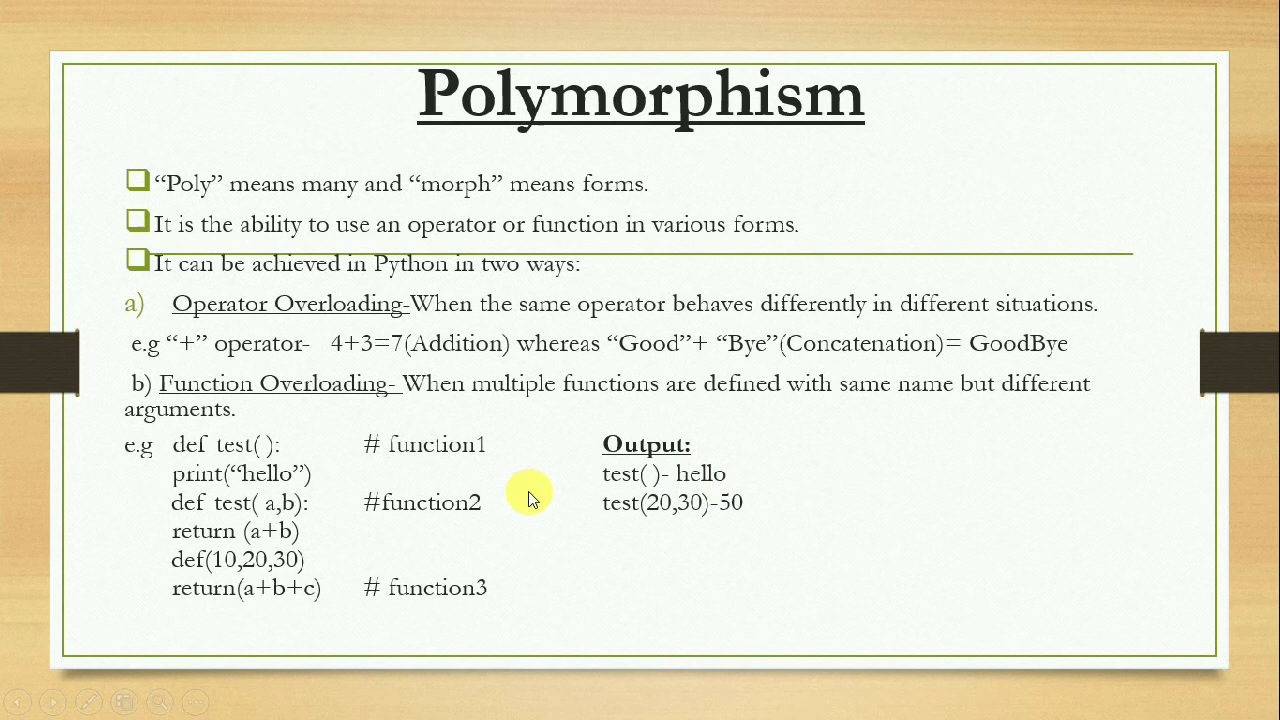 Polymorphism
“Poly” means many and “morph” means forms.
It is the ability to use an operator or function in various forms.
It can be achieved in Python in two ways:
a) Operator Overloading-When the same operator behaves differently in different situations.
e.g “+” operator- 4+3=7(Addition) whereas “Good”+ “Bye”(Concatenation)= GoodBye
b) Function Overloading- When multiple functions are defined with same name but different
arguments.
e.g def test( ): # function1 Output:
print(“hello”) test( )- hello
def test( a,b): #function2 test(20,30)-50
return (a+b)
def(10,20,30)
return(a+b+c) # function3